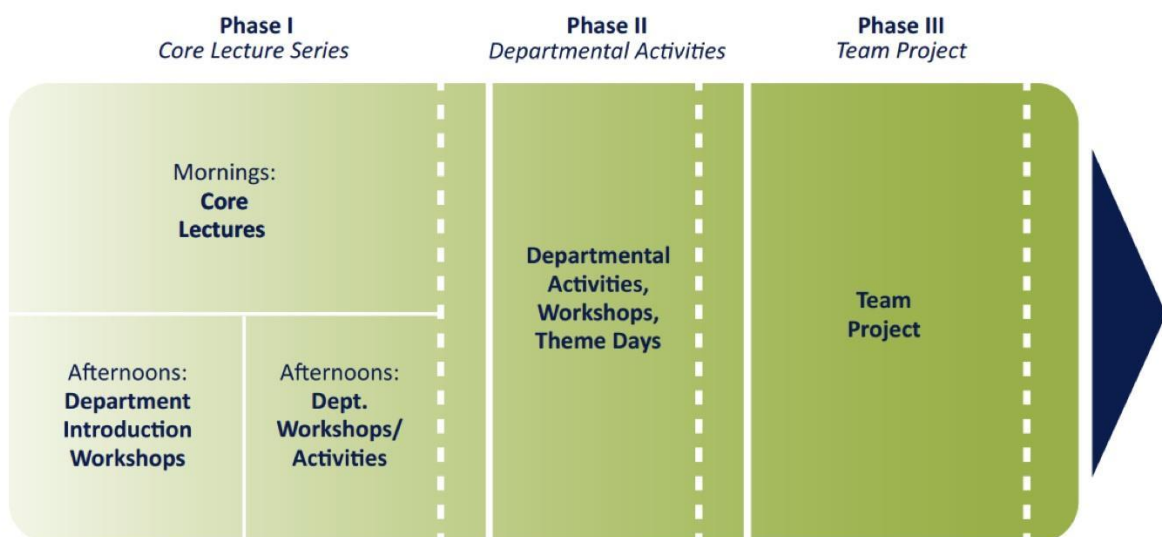 Phase I
Core Lecture Series
Phase II
Departmental Activities
Phase III
Team Project
Mornings:
Core
Lectures
Afternoons:
Department
Introduction
Workshops
Afternoons:
Dept.
Workshops/
Activities
Departmental
Activities,
Workshops,
Theme Days
Team
Project